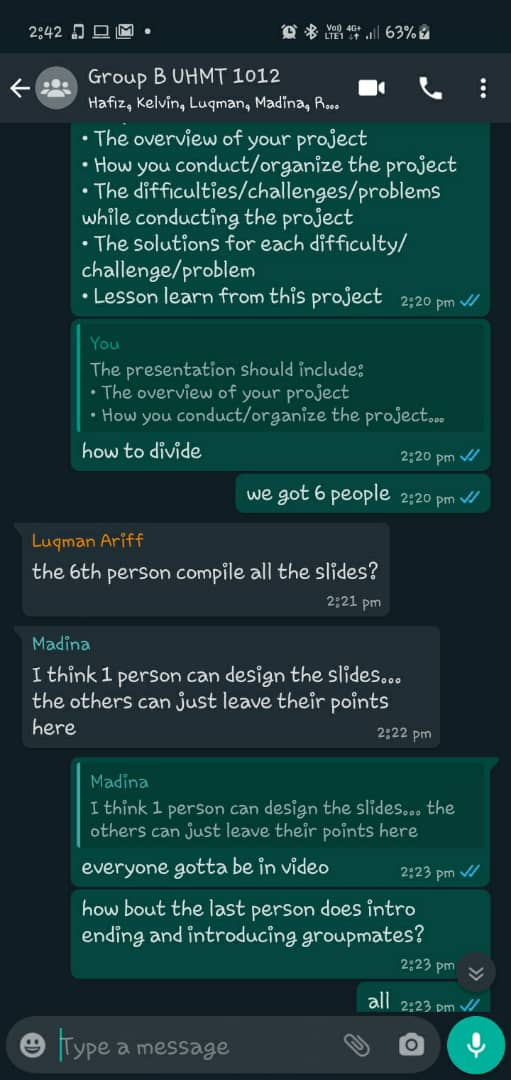 2:42
Vo)) 4G+
LTE1
63%
Group B UHMT 1012
Hafiz, Kelvin, Luqman, Madina, R...
• The overview of your project
• How you conduct/organize the project
• The difficulties/challenges/problems
while conducting the project
• The solutions for each difficulty/
challenge/problem
• Lesson learn from this project 2:20 pm
You
The presentation should include:
• The overview of your project
• How you conduct/organize the project...
how to divide 2:20 pm
we got 6 people 2:20 pm
Luqman Ariff
the 6th person compile all the slides?
2:21 pm
Madina
I think 1 person can design the slides...
the others can just leave their points
here 2:22 pm
Madina
I think 1 person can design the slides... the
others can just leave their points here
everyone gotta be in video 2:23 pm
how bout the last person does intro
ending and introducing groupmates?
2:23 pm
all 2:23 pm
Type a message